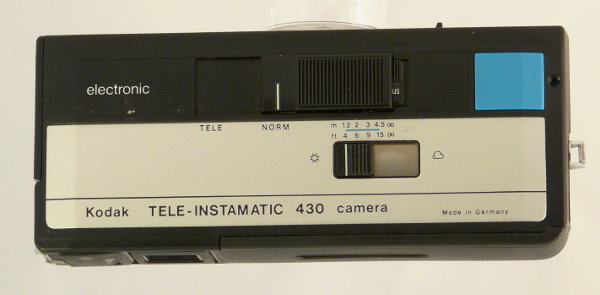 electronic
us
TELE NORM
m 1.2 2 3 4.5 ∞
ft 4 6 9 15 ∞
Kodak TELE-INSTAMATIC 430 camera
Made in Germany